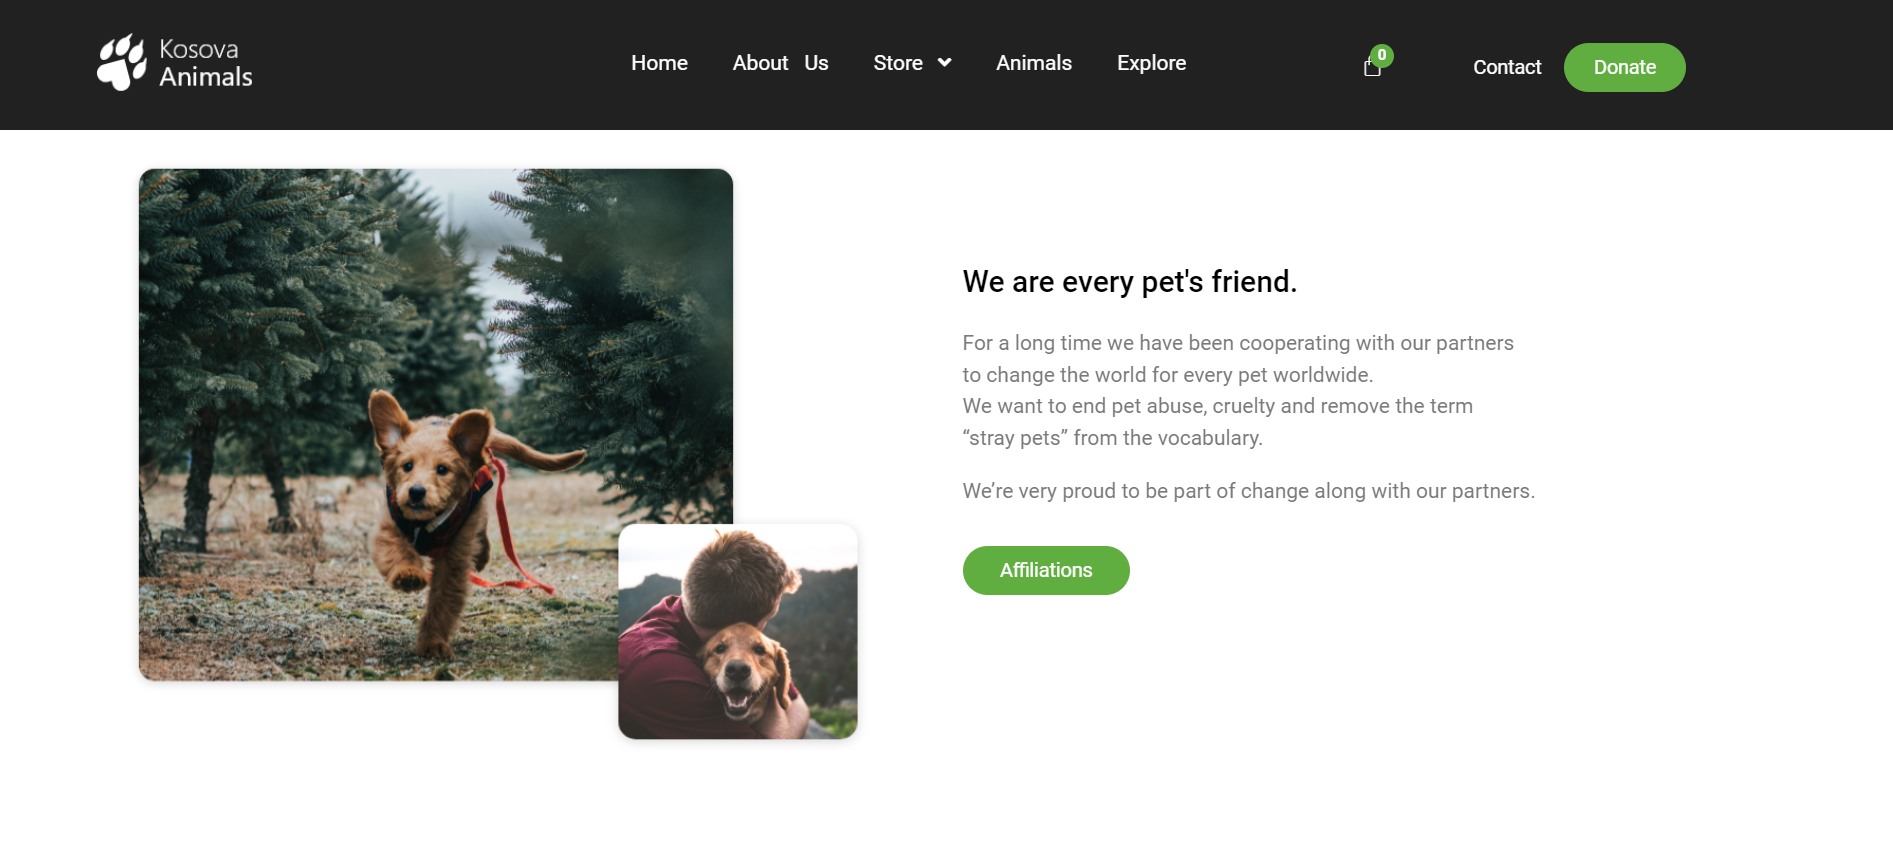 Kosova
Animals
Home
About Us
Store
Animals
Explore
0
Contact
Donate
We are every pet's friend.
For a long time we have been cooperating with our partners
to change the world for every pet worldwide.
We want to end pet abuse, cruelty and remove the term
“stray pets” from the vocabulary.
We’re very proud to be part of change along with our partners.
Affiliations